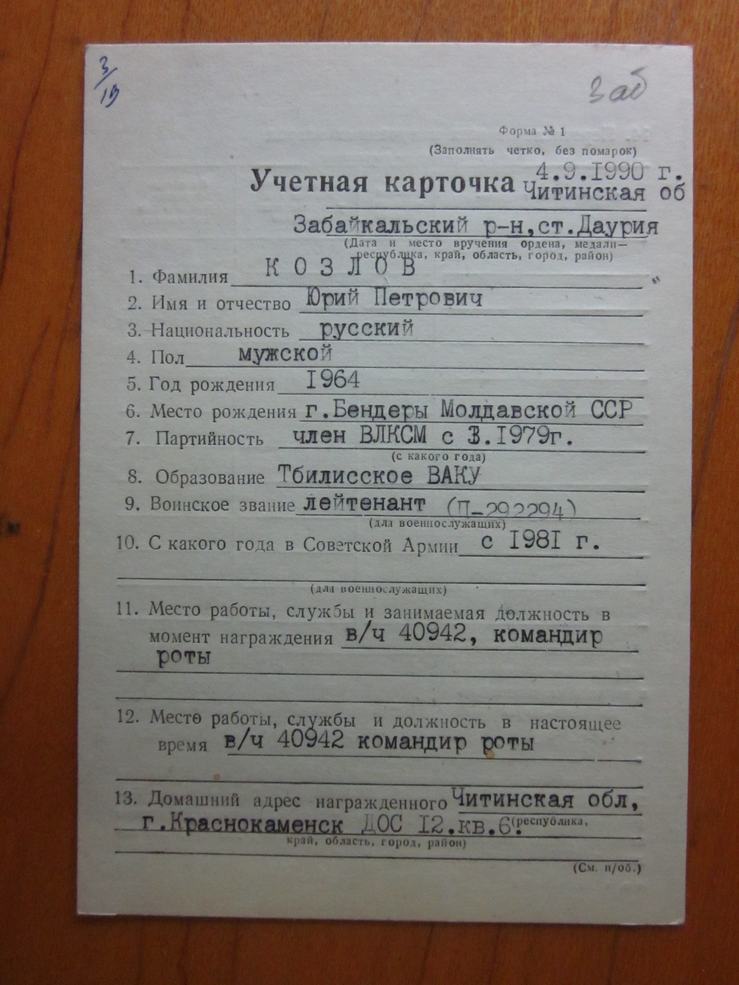 3/19
Заб
Форма № 1
(Заполнять четко, без помарок)
4.9.1990 г.
Учетная карточка Читинская об
Забайкальский р-н,ст.Даурия
(Дата и место вручения ордена, медали—
республика, край, область, город, район)
1. Фамилия К О З Л О В
2. Имя и отчество Юрий Петрович
3. Национальность русский
4. Пол мужской
5. Год рождения 1964
6. Место рождения г.Бендеры Молдавской ССР
7. Партийность член ВЛКСМ с 3.1979г.
(с какого года)
8. Образование Тбилисское ВАКУ
9. Воинское звание лейтенант (П-292294)
(для военнослужащих)
10. С какого года в Советской Армии с 1981 г.
(для военнослужащих)
11. Место работы, службы и занимаемая должность в
момент награждения в/ч 40942, командир
роты
12. Место работы, службы и должность в настоящее
время в/ч 40942 командир роты
13. Домашний адрес награжденного Читинская обл,
г.Краснокаменск ДОС 12.кв.6. (республика,
край, область, город, район)
(См. н/об.)